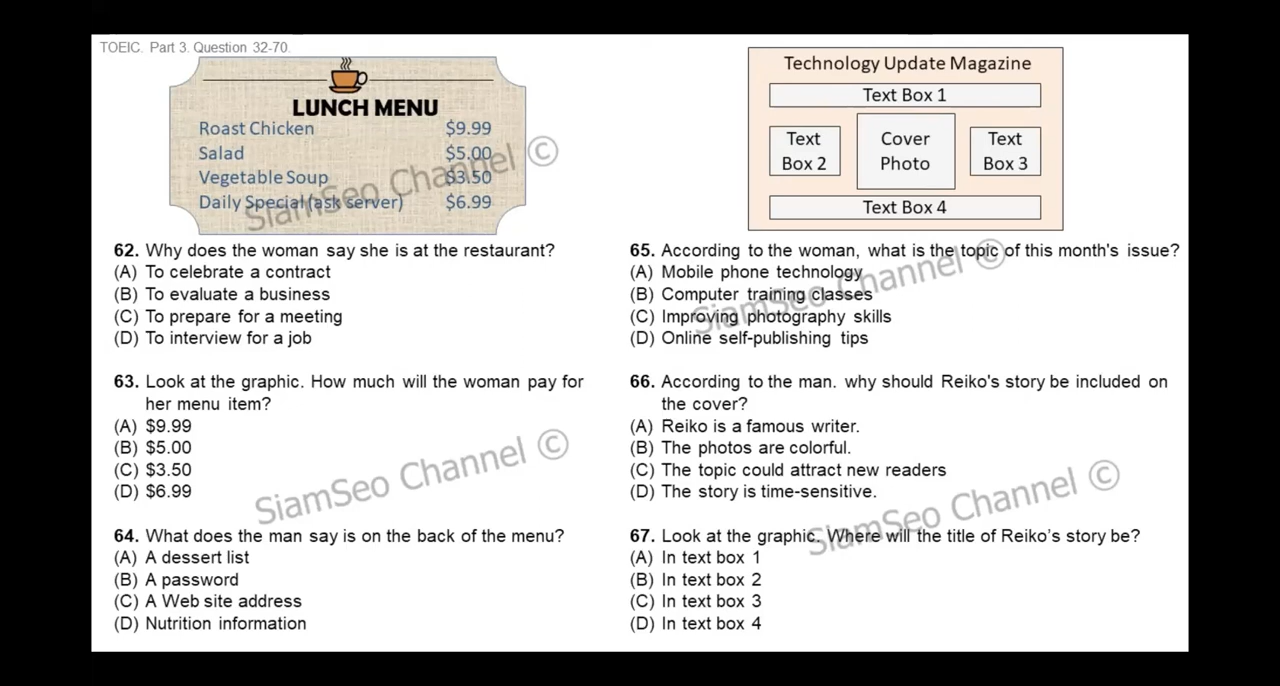 TOEIC. Part 3. Question 32-70.
LUNCH MENU
Roast Chicken $9.99
Salad $5.00
Vegetable Soup $3.50
Daily Special (ask server) $6.99
SiamSeo Channel ©
62. Why does the woman say she is at the restaurant?
(A) To celebrate a contract
(B) To evaluate a business
(C) To prepare for a meeting
(D) To interview for a job
63. Look at the graphic. How much will the woman pay for
her menu item?
(A) $9.99
(B) $5.00
(C) $3.50
(D) $6.99
SiamSeo Channel ©
64. What does the man say is on the back of the menu?
(A) A dessert list
(B) A password
(C) A Web site address
(D) Nutrition information
Technology Update Magazine
Text Box 1
Text
Box 2
Cover
Photo
Text
Box 3
Text Box 4
65. According to the woman, what is the topic of this month's issue?
(A) Mobile phone technology
(B) Computer training classes
(C) Improving photography skills
(D) Online self-publishing tips
SiamSeo Channel ©
66. According to the man. why should Reiko's story be included on
the cover?
(A) Reiko is a famous writer.
(B) The photos are colorful.
(C) The topic could attract new readers
(D) The story is time-sensitive.
SiamSeo Channel ©
67. Look at the graphic. Where will the title of Reiko’s story be?
(A) In text box 1
(B) In text box 2
(C) In text box 3
(D) In text box 4